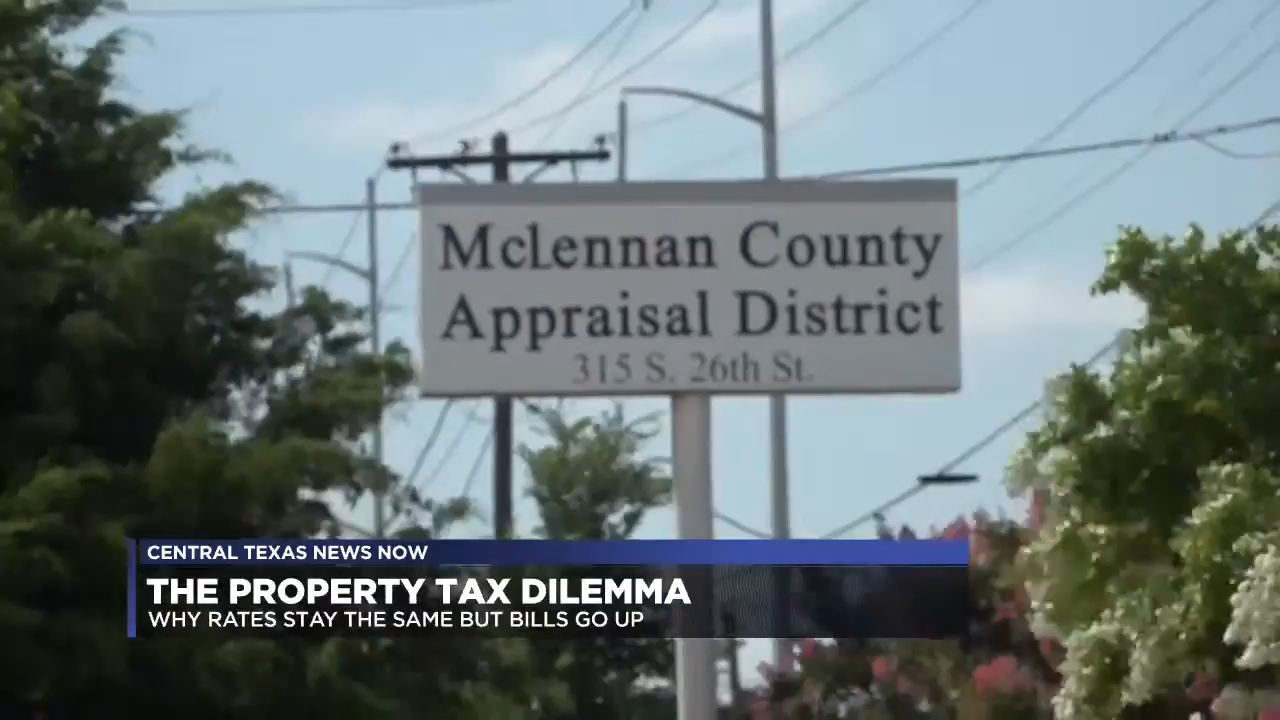 McLennan County
Appraisal District
315 S. 26th St.
CENTRAL TEXAS NEWS NOW
THE PROPERTY TAX DILEMMA
WHY RATES STAY THE SAME BUT BILLS GO UP